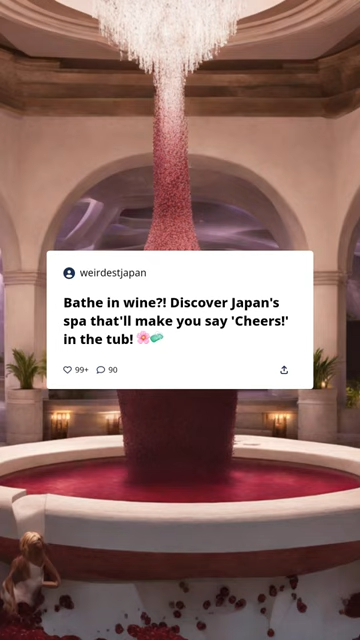 weirdestjapan
Bathe in wine?! Discover Japan's
spa that'll make you say 'Cheers!'
in the tub! 🌸🧼
99+ 90